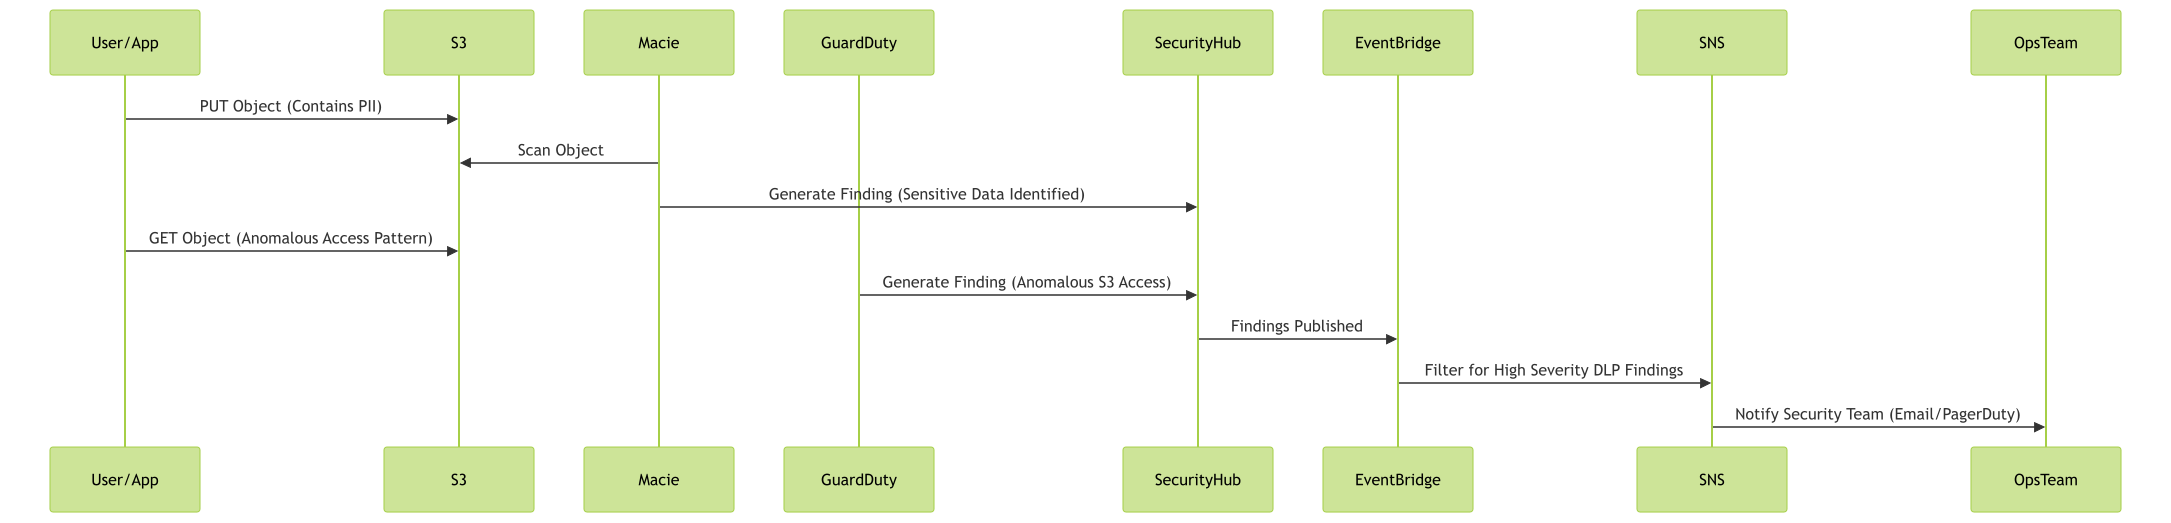 User/App
S3
Macie
GuardDuty
SecurityHub
EventBridge
SNS
OpsTeam
PUT Object (Contains PII)
Scan Object
Generate Finding (Sensitive Data Identified)
GET Object (Anomalous Access Pattern)
Generate Finding (Anomalous S3 Access)
Findings Published
Filter for High Severity DLP Findings
Notify Security Team (Email/PagerDuty)
User/App
S3
Macie
GuardDuty
SecurityHub
EventBridge
SNS
OpsTeam